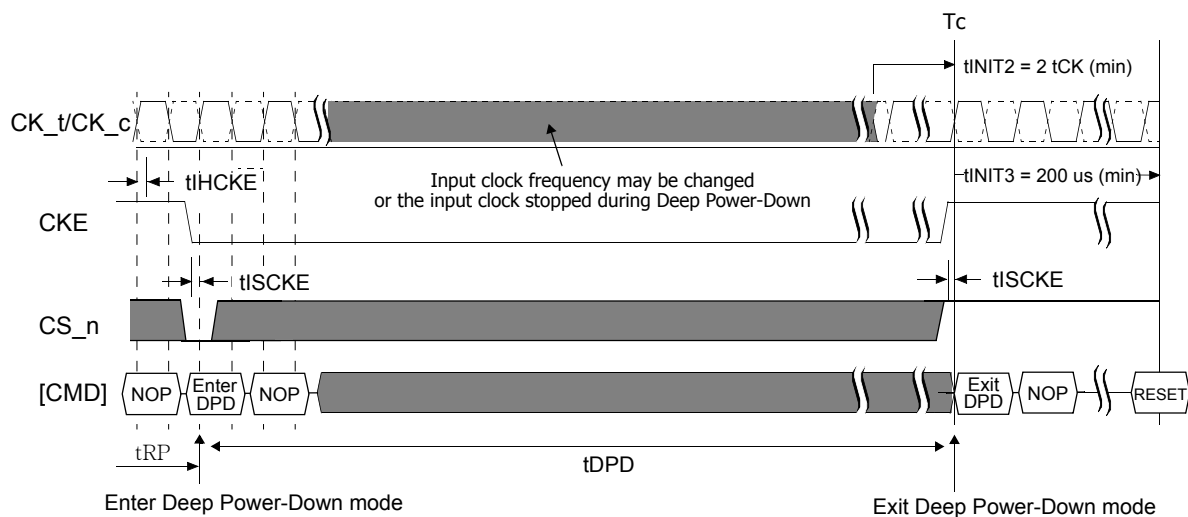 Tc
tINIT2 = 2 tCK (min)
CK_t/CK_c
tIHCKE
Input clock frequency may be changed
or the input clock stopped during Deep Power-Down
tINIT3 = 200 us (min)
CKE
tISCKE
tISCKE
CS_n
[CMD]
NOP
Enter
DPD
NOP
Exit
DPD
NOP
RESET
tRP
tDPD
Enter Deep Power-Down mode
Exit Deep Power-Down mode